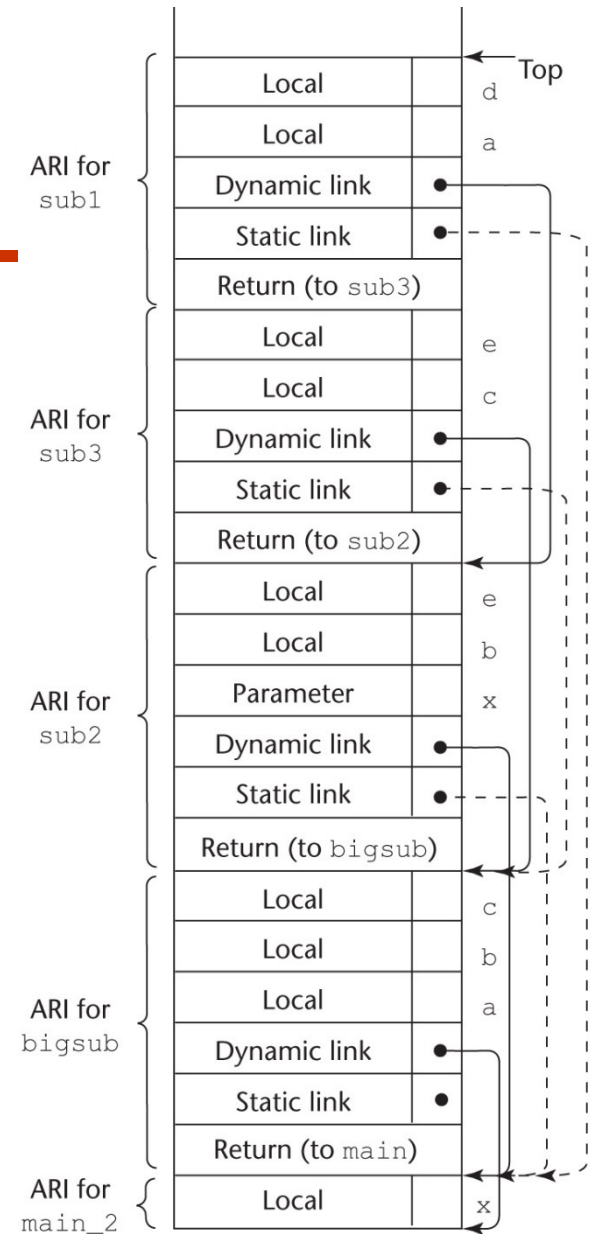 Top
Local d
Local a
ARI for
sub1
Dynamic link
Static link
Return (to sub3)
Local e
Local c
ARI for
sub3
Dynamic link
Static link
Return (to sub2)
Local e
Local b
Parameter x
ARI for
sub2
Dynamic link
Static link
Return (to bigsub)
Local c
Local b
Local a
ARI for
bigsub
Dynamic link
Static link
Return (to main)
ARI for
main_2
Local x